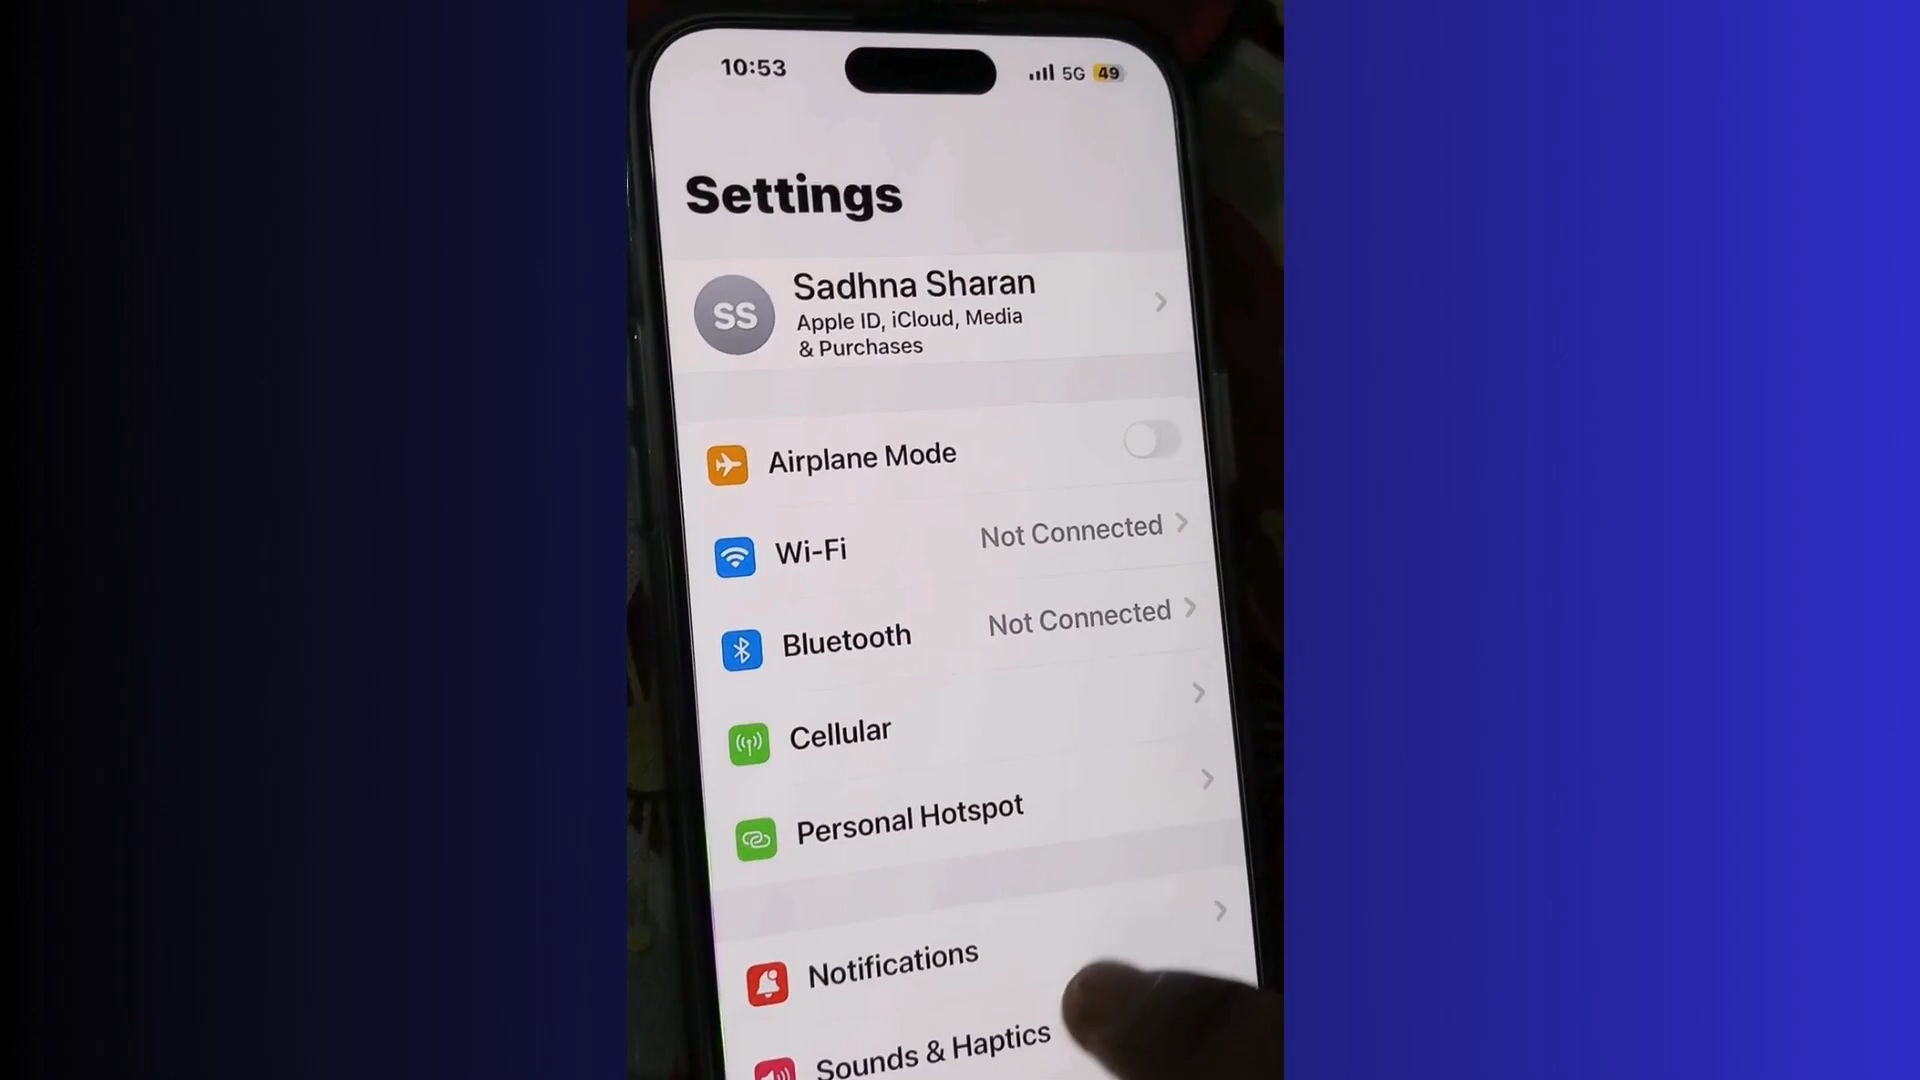 10:53
5G 49
Settings
SS
Sadhna Sharan
Apple ID, iCloud, Media
& Purchases
Airplane Mode
Wi-Fi Not Connected
Bluetooth Not Connected
Cellular
Personal Hotspot
Notifications
Sounds & Haptics